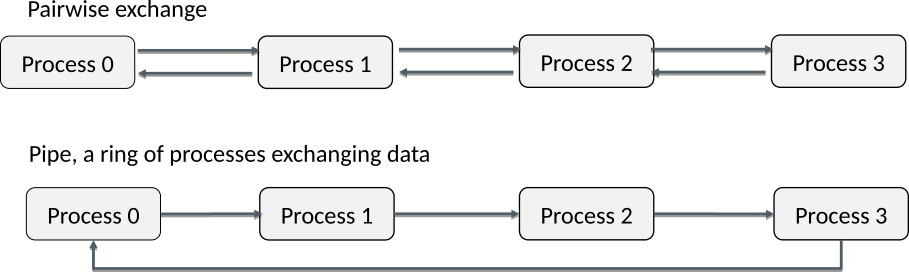 Pairwise exchange
Process 0 Process 1 Process 2 Process 3
Pipe, a ring of processes exchanging data
Process 0 Process 1 Process 2 Process 3